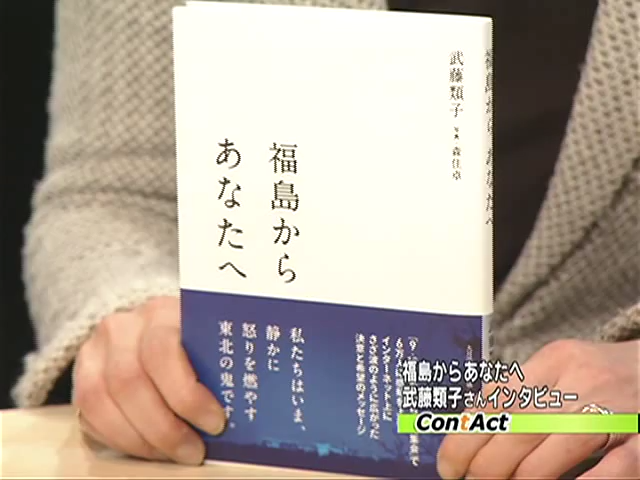 武藤類子
写真 森住卓
福島から
あなたへ
福島から あなたへ
私たちはいま、
静かに
怒りを燃やす
東北の鬼です。
インターネット上に
さざ波のように広がった
決意と希望のメッセージ
福島からあなたへ
武藤類子さんインタビュー
ContAct